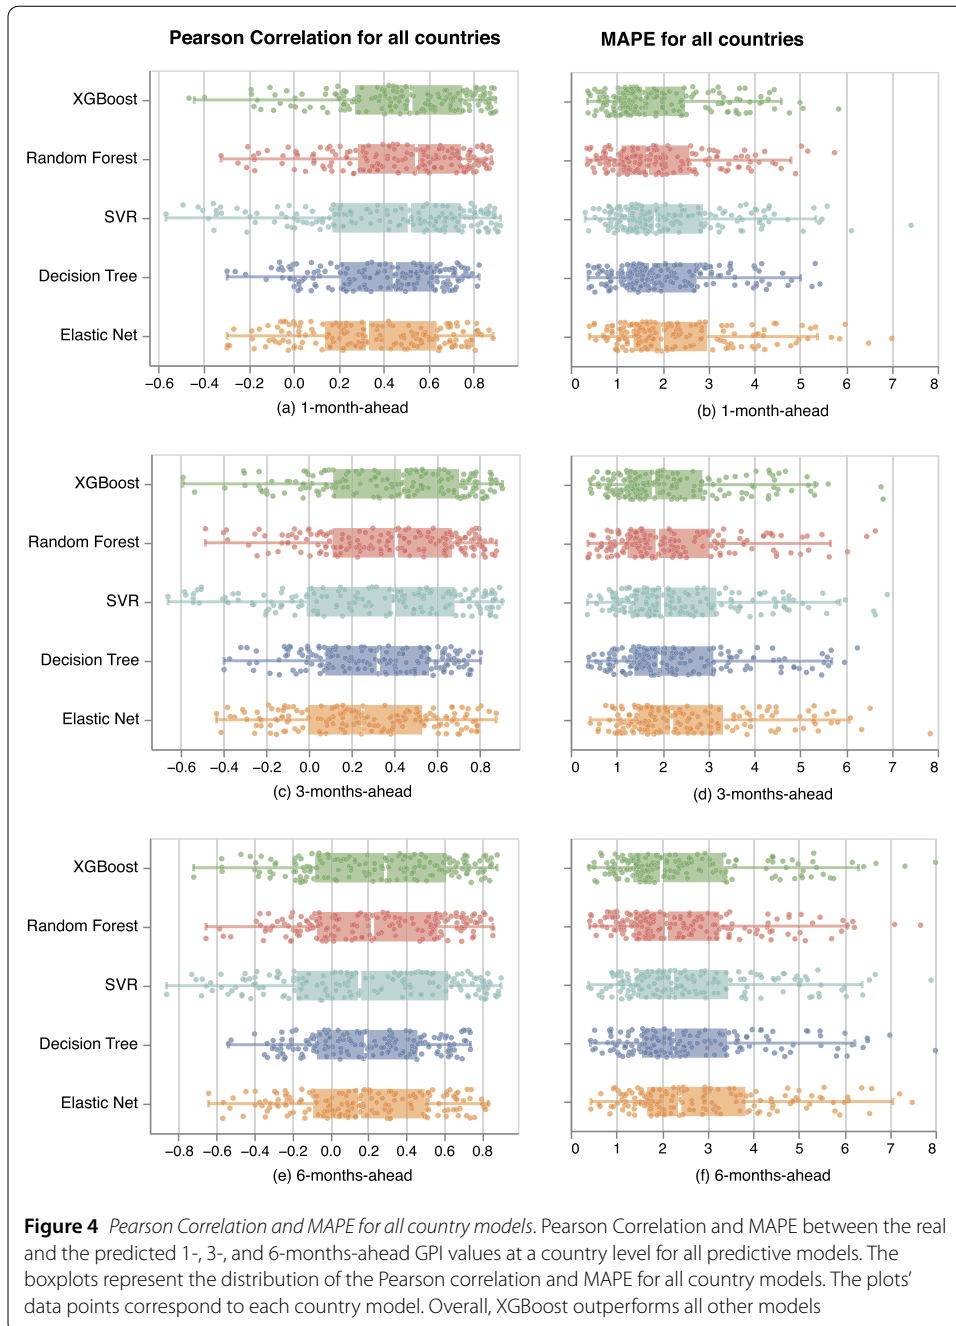 Pearson Correlation for all countries
MAPE for all countries
XGBoost
Random Forest
SVR
Decision Tree
Elastic Net
−0.6 −0.4 −0.2 0.0 0.2 0.4 0.6 0.8
(a) 1-month-ahead
0 1 2 3 4 5 6 7 8
(b) 1-month-ahead
XGBoost
Random Forest
SVR
Decision Tree
Elastic Net
−0.6 −0.4 −0.2 0.0 0.2 0.4 0.6 0.8
(c) 3-months-ahead
0 1 2 3 4 5 6 7 8
(d) 3-months-ahead
XGBoost
Random Forest
SVR
Decision Tree
Elastic Net
−0.8 −0.6 −0.4 −0.2 0.0 0.2 0.4 0.6 0.8
(e) 6-months-ahead
0 1 2 3 4 5 6 7 8
(f) 6-months-ahead
Figure 4 Pearson Correlation and MAPE for all country models. Pearson Correlation and MAPE between the real
and the predicted 1-, 3-, and 6-months-ahead GPI values at a country level for all predictive models. The
boxplots represent the distribution of the Pearson correlation and MAPE for all country models. The plots’
data points correspond to each country model. Overall, XGBoost outperforms all other models